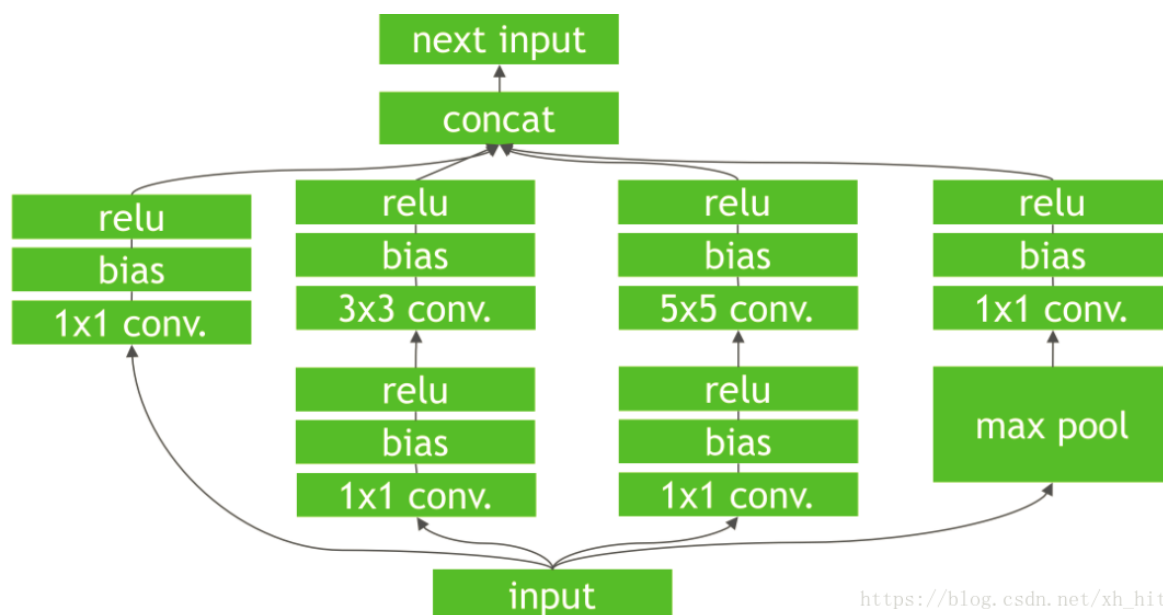 next input
concat
relu
relu
relu
relu
bias
bias
bias
bias
1x1 conv.
3x3 conv.
5x5 conv.
1x1 conv.
relu
relu
max pool
bias
bias
1x1 conv.
1x1 conv.
input
https://blog.csdn.net/xh_hit